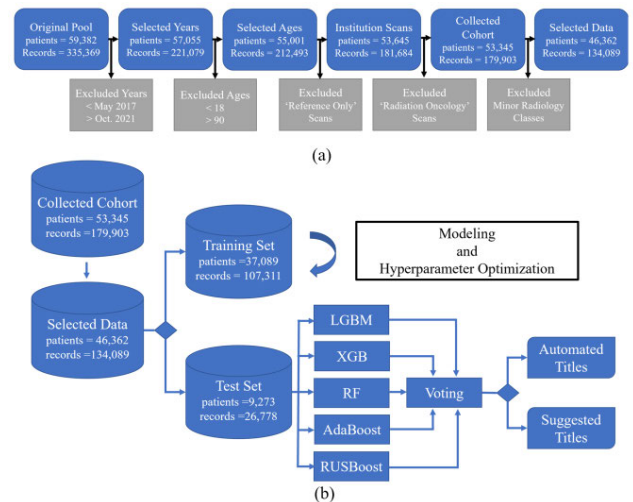 Original Pool
patients = 59,382
Records = 335,369
Selected Years
patients = 57,055
Records = 221,079
Selected Ages
patients = 55,001
Records = 212,493
Institution Scans
patients = 53,645
Records = 181,684
Collected
Cohort
patients = 53,345
Records = 179,903
Selected Data
patients = 46,362
Records = 134,089
Excluded Years
< May 2017
> Oct. 2021
Excluded Ages
< 18
> 90
Excluded
‘Reference Only’
Scans
Excluded
‘Radiation Oncology’
Scans
Excluded
Minor Radiology
Classes
(a)
Collected Cohort
patients = 53,345
records =179,903
Selected Data
patients = 46,362
records =134,089
Training Set
patients =37,089
records =107,311
Modeling
and
Hyperparameter Optimization
Test Set
patients =9,273
records =26,778
LGBM
XGB
RF
AdaBoost
RUSBoost
Voting
Automated
Titles
Suggested
Titles
(b)